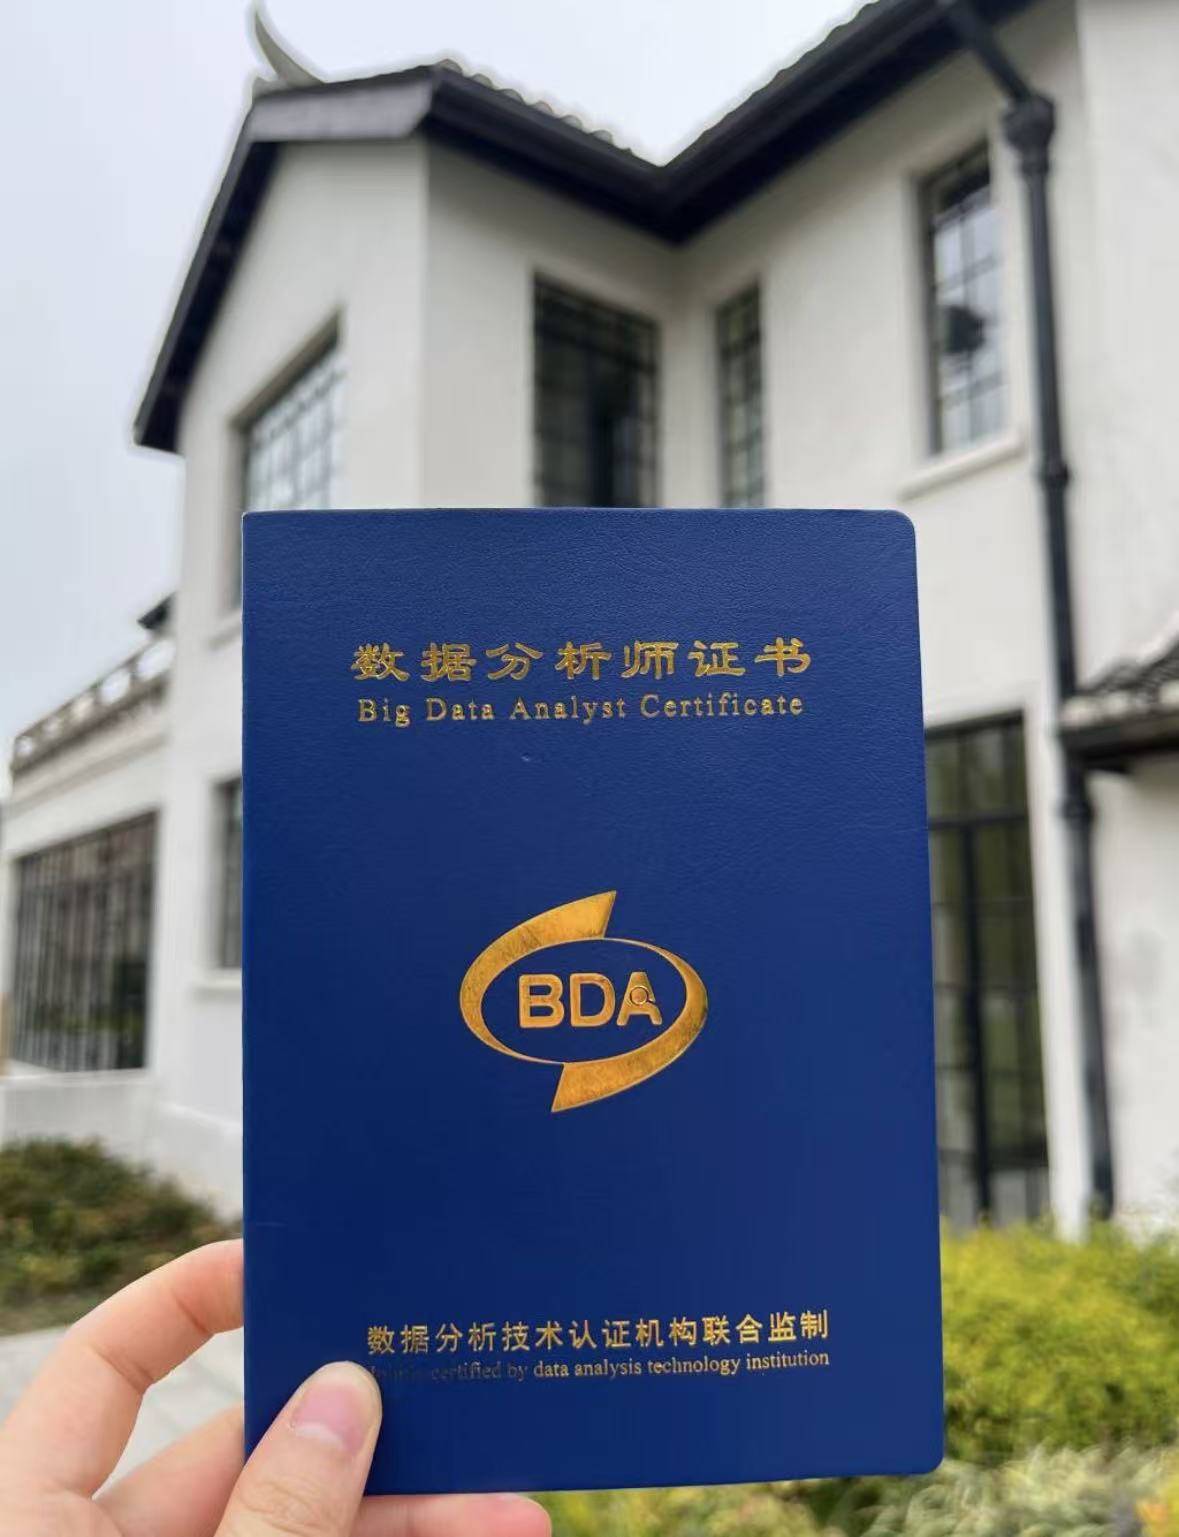 数据分析师证书
Big Data Analyst Certificate
BDA
数据分析技术认证机构联合监制
certified by data analysis technology institution